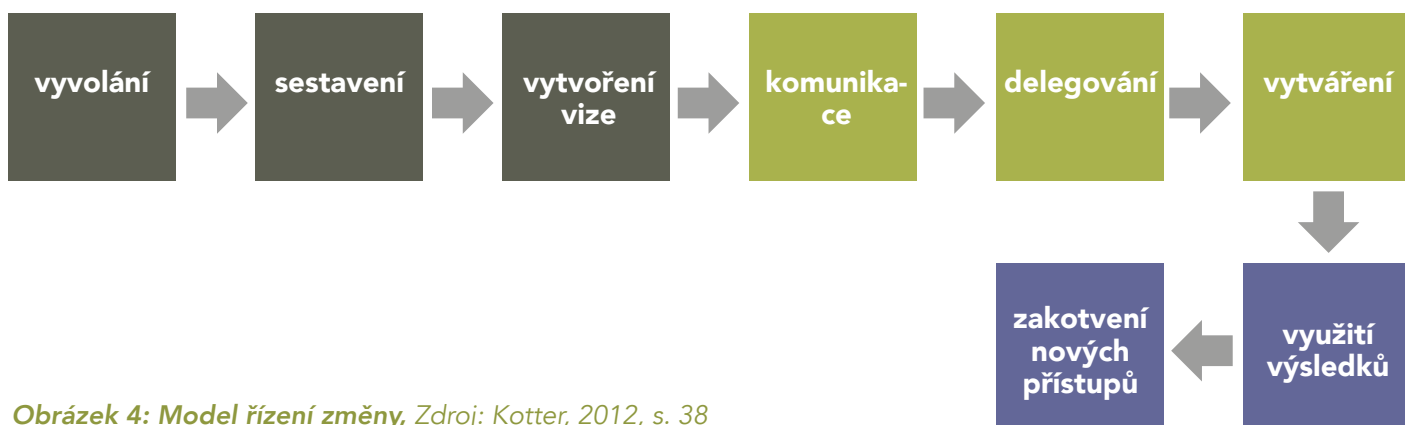 vyvolání
sestavení
vytvoření
vize
komunika-
ce
delegování
vytváření
využití
výsledků
zakotvení
nových
přístupů
Obrázek 4: Model řízení změny, Zdroj: Kotter, 2012, s. 38